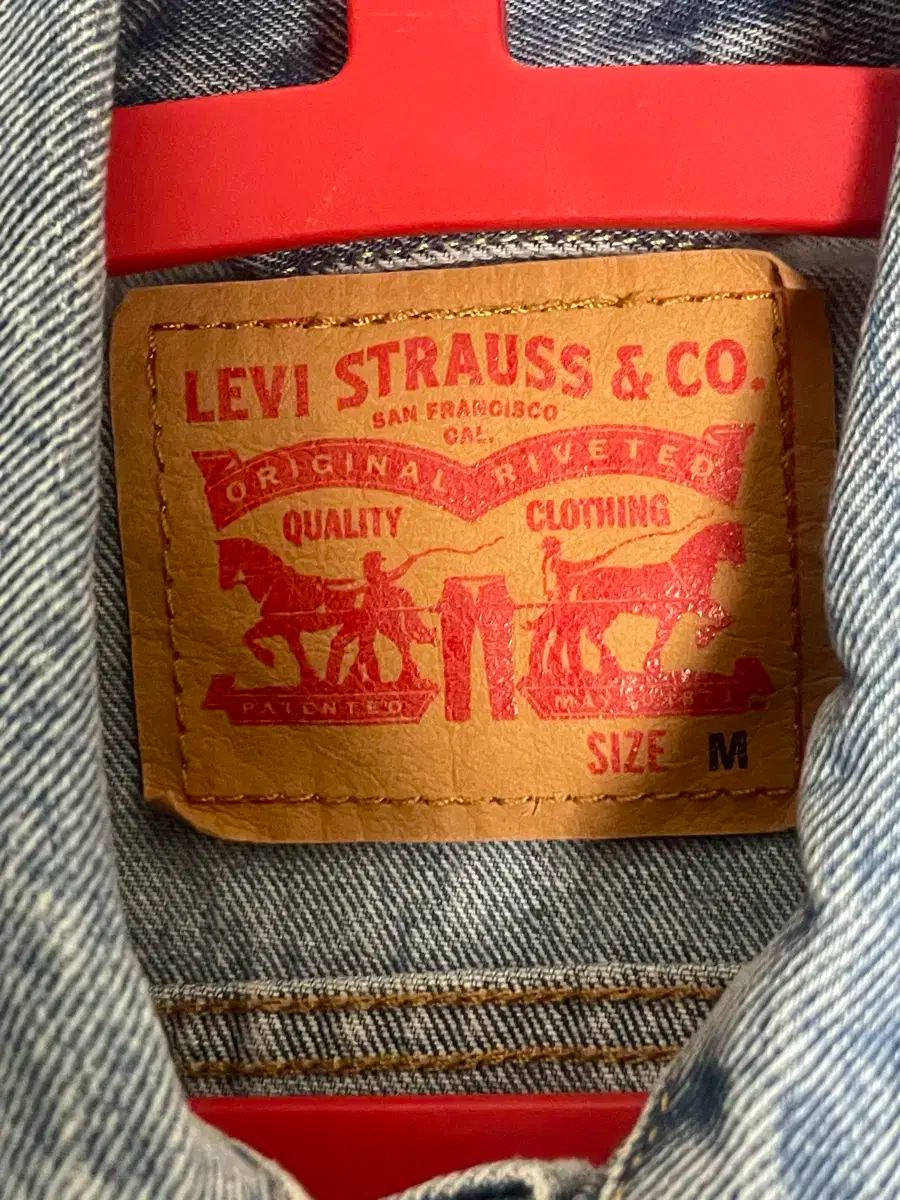 LEVI STRAUSS & CO.
SAN FRANCISCO
CAL.
ORIGINAL RIVETED
QUALITY CLOTHING
PATENTED
SIZE M